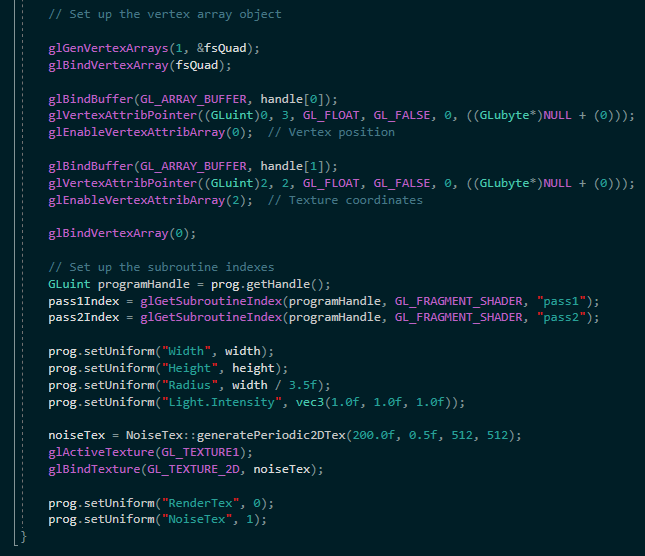 // Set up the vertex array object
glGenVertexArrays(1, &fsQuad);
glBindVertexArray(fsQuad);
glBindBuffer(GL_ARRAY_BUFFER, handle[0]);
glVertexAttribPointer((GLuint)0, 3, GL_FLOAT, GL_FALSE, 0, ((GLubyte*)NULL + (0)));
glEnableVertexAttribArray(0);  // Vertex position
glBindBuffer(GL_ARRAY_BUFFER, handle[1]);
glVertexAttribPointer((GLuint)2, 2, GL_FLOAT, GL_FALSE, 0, ((GLubyte*)NULL + (0)));
glEnableVertexAttribArray(2);  // Texture coordinates
glBindVertexArray(0);
// Set up the subroutine indexes
GLuint programHandle = prog.getHandle();
pass1Index = glGetSubroutineIndex(programHandle, GL_FRAGMENT_SHADER, "pass1");
pass2Index = glGetSubroutineIndex(programHandle, GL_FRAGMENT_SHADER, "pass2");
prog.setUniform("Width", width);
prog.setUniform("Height", height);
prog.setUniform("Radius", width / 3.5f);
prog.setUniform("Light.Intensity", vec3(1.0f, 1.0f, 1.0f));
noiseTex = NoiseTex::generatePeriodic2DTex(200.0f, 0.5f, 512, 512);
glActiveTexture(GL_TEXTURE1);
glBindTexture(GL_TEXTURE_2D, noiseTex);
prog.setUniform("RenderTex", 0);
prog.setUniform("NoiseTex", 1);
}